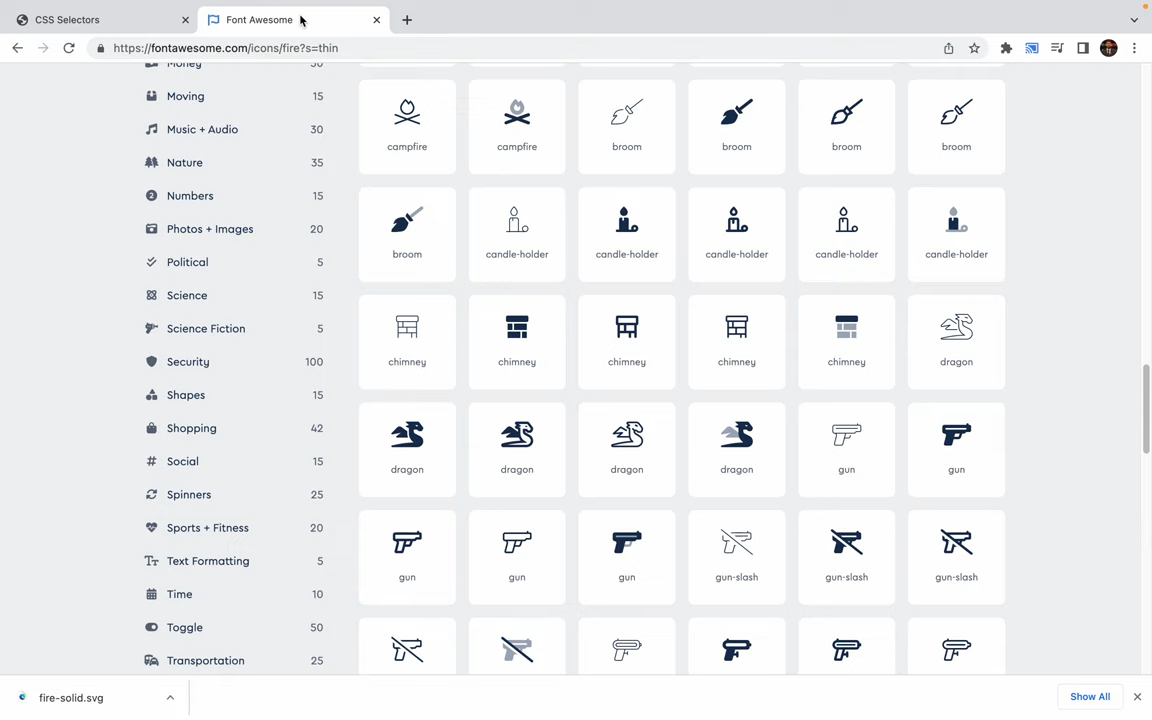 CSS Selectors
Font Awesome
https://fontawesome.com/icons/fire?s=thin
Money 50
Moving 15
Music + Audio 30
Nature 35
Numbers 15
Photos + Images 20
Political 5
Science 15
Science Fiction 5
Security 100
Shapes 15
Shopping 42
Social 15
Spinners 25
Sports + Fitness 20
Text Formatting 5
Time 10
Toggle 50
Transportation 25
campfire campfire broom broom broom broom
broom candle-holder candle-holder candle-holder candle-holder candle-holder
chimney chimney chimney chimney chimney dragon
dragon dragon dragon dragon gun gun
gun gun gun gun-slash gun-slash gun-slash
fire-solid.svg
Show All